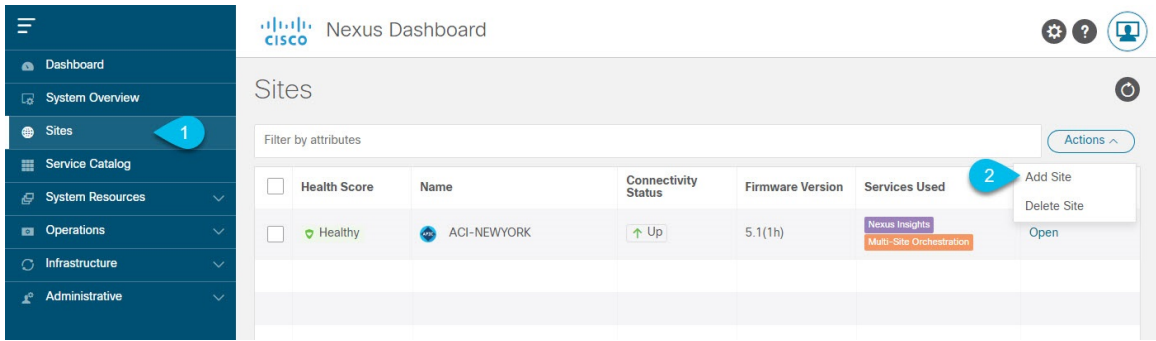 CISCO Nexus Dashboard
Dashboard
System Overview
Sites
1
Service Catalog
System Resources
Operations
Infrastructure
Administrative
?
Sites
Filter by attributes
Actions
2
Add Site
Delete Site
Health Score Name Connectivity Status Firmware Version Services Used
Healthy ACI-NEWYORK Up 5.1(1h) Nexus Insights Open
Multi-Site Orchestration